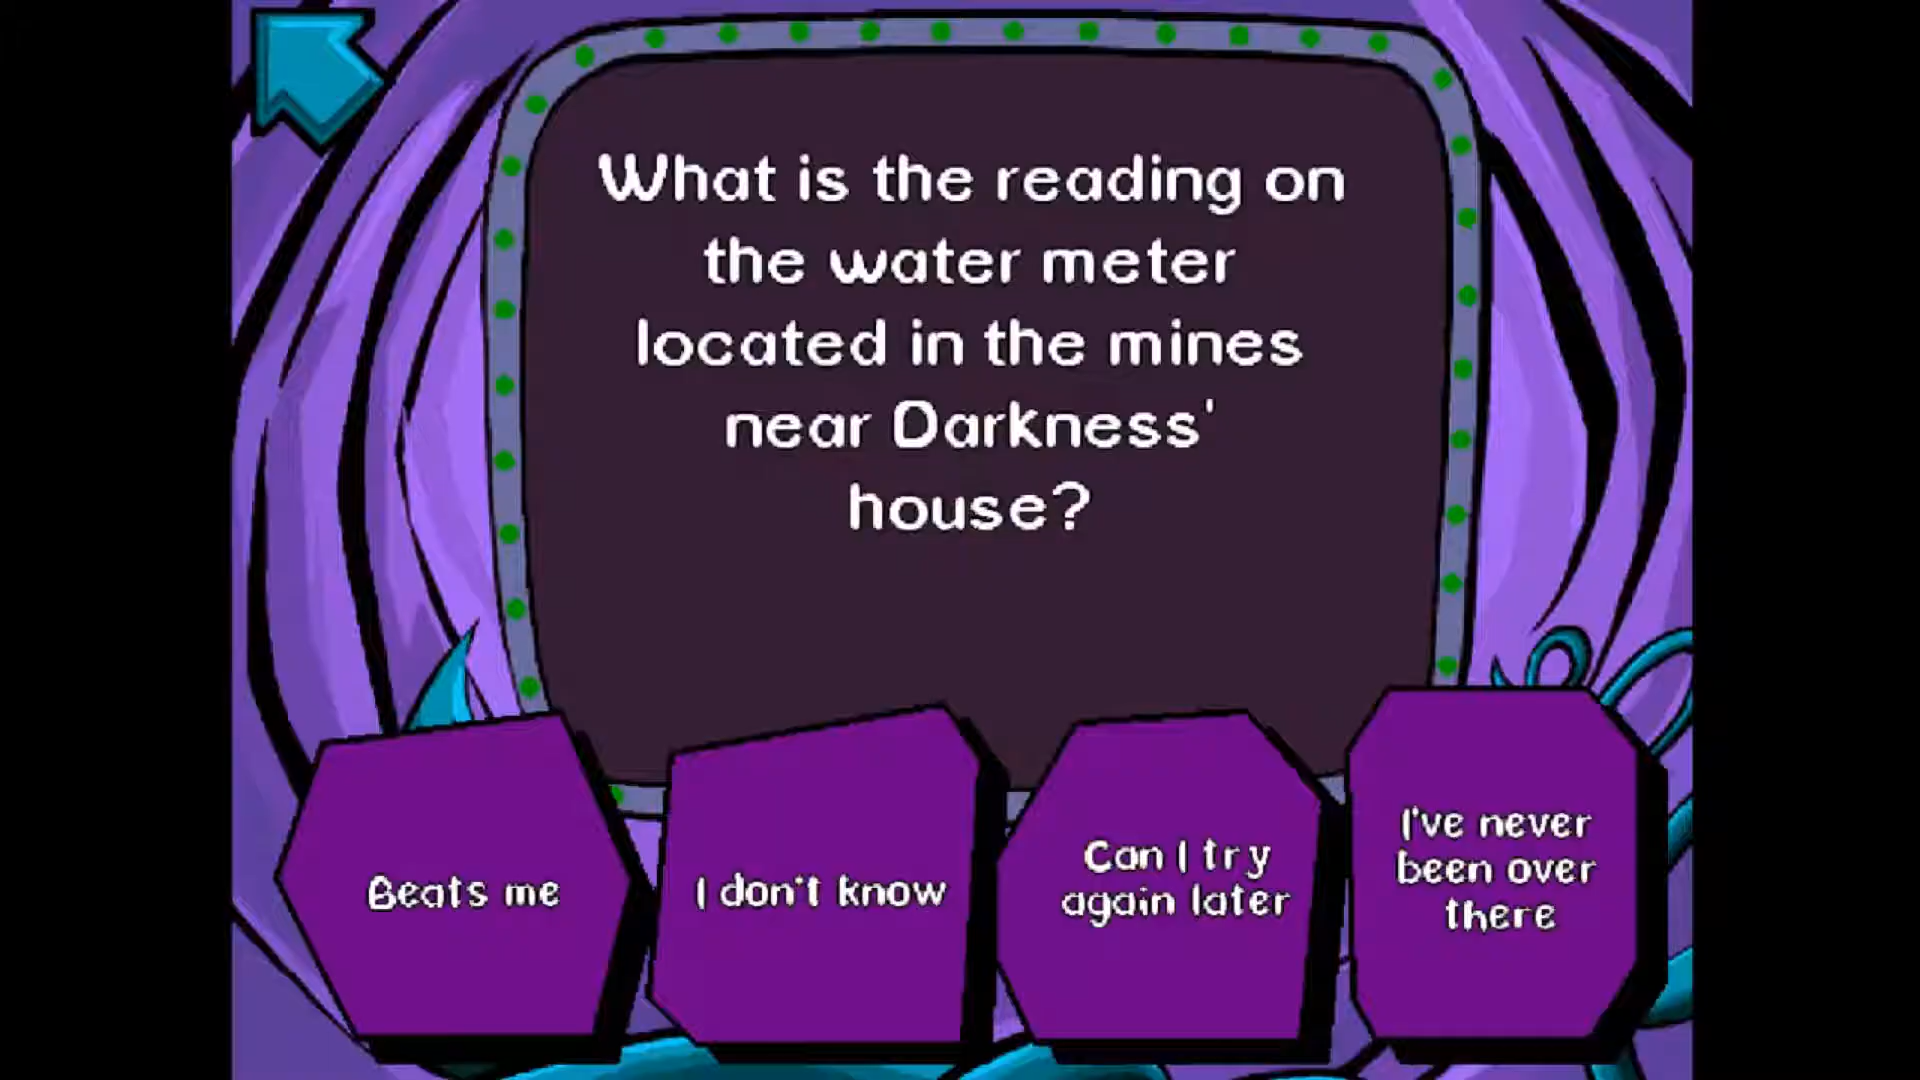 What is the reading on
the water meter
located in the mines
near Darkness'
house?
Beats me
I don't know
Can I try
again later
I've never
been over
there